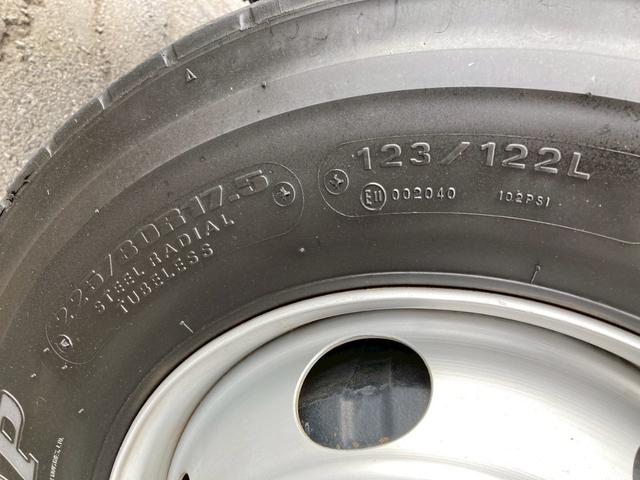 225/80R17.5
STEEL RADIAL
TUBELESS
123/122L
E11 002040 102PSI